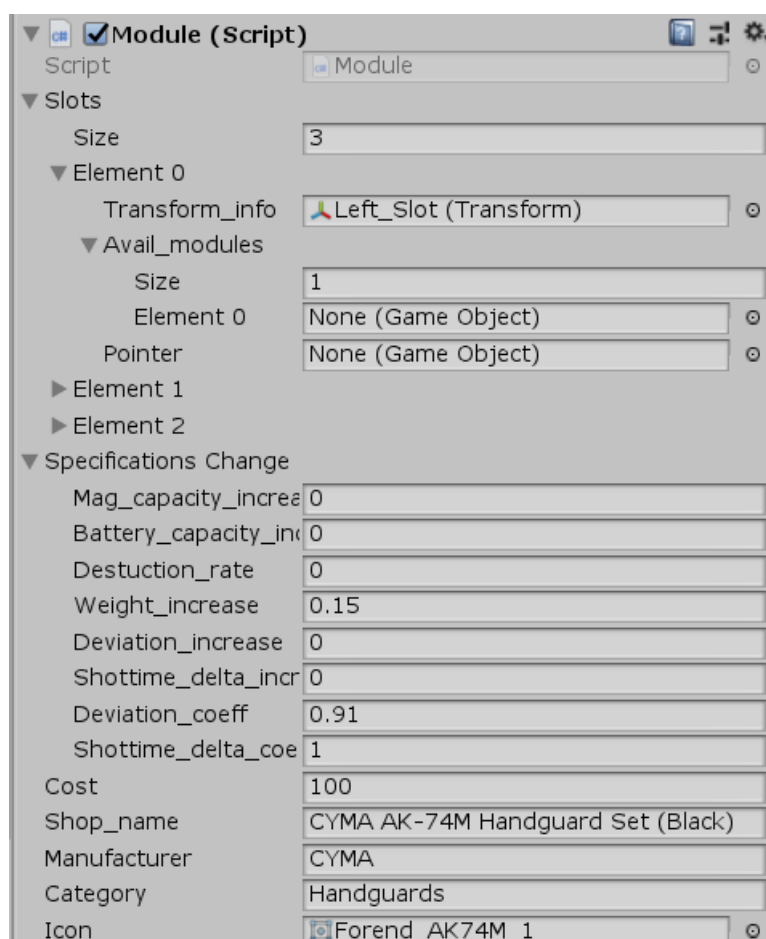 Module (Script)
Script Module
Slots
Size 3
Element 0
Transform_info Left_Slot (Transform)
Avail_modules
Size 1
Element 0 None (Game Object)
Pointer None (Game Object)
Element 1
Element 2
Specifications Change
Mag_capacity_increa 0
Battery_capacity_inc 0
Destuction_rate 0
Weight_increase 0.15
Deviation_increase 0
Shottime_delta_incr 0
Deviation_coeff 0.91
Shottime_delta_coe 1
Cost 100
Shop_name CYMA AK-74M Handguard Set (Black)
Manufacturer CYMA
Category Handguards
Icon Forend_AK74M_1